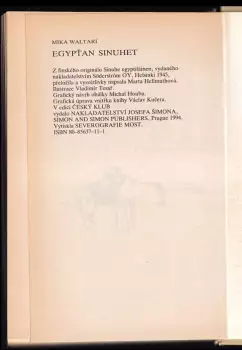 MIKA WALTARI
EGYPŤAN SINUHET
Z finského originálu Sinuhe egyptiläinen, vydaného
nakladatelstvím Söderström OY, Helsinki 1945,
přeložila a vysvětlivky napsala Marta Hellmuthová.
Ilustrace Vladimír Tesař.
Grafický návrh obálky Michal Houba.
Grafická úprava vnitřku knihy Václav Kučera.
V edici ČESKÝ KLUB
vydalo NAKLADATELSTVÍ JOSEFA ŠIMONA,
SIMON AND SIMON PUBLISHERS, Prague 1994.
Vytiskla SEVEROGRAFIE MOST.
ISBN 80-85637-11-1